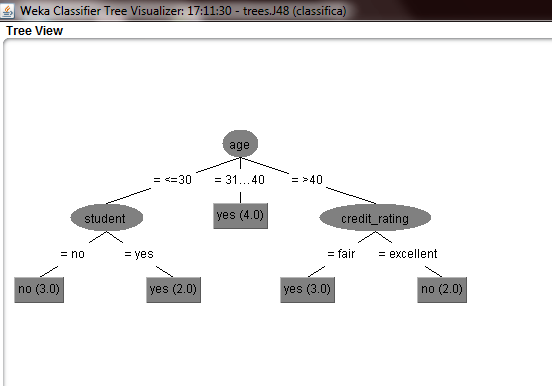 Weka Classifier Tree Visualizer: 17:11:30 - trees.J48 (classifica)
Tree View
age
= <=30 = 31...40 = >40
student yes (4.0) credit_rating
= no = yes = fair = excellent
no (3.0) yes (2.0) yes (3.0) no (2.0)